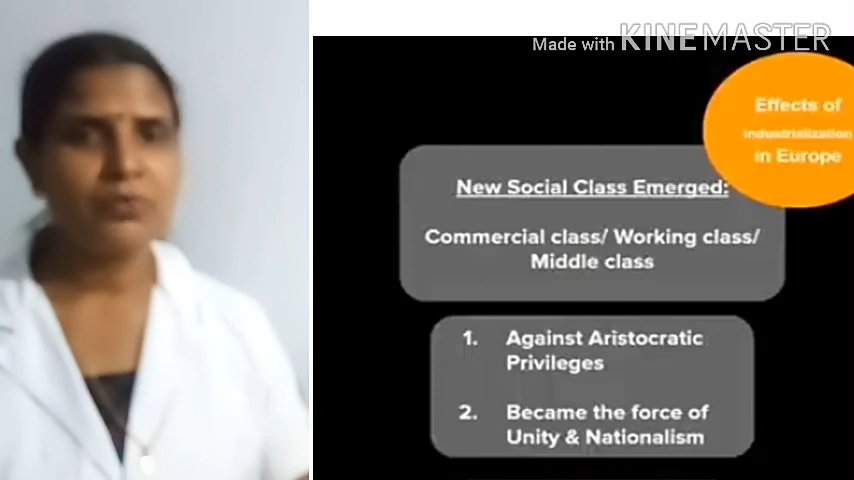 Made with KINEMASTER
Effects of
industrialization
in Europe
New Social Class Emerged:
Commercial class/ Working class/
Middle class
1. Against Aristocratic
Privileges
2. Became the force of
Unity & Nationalism